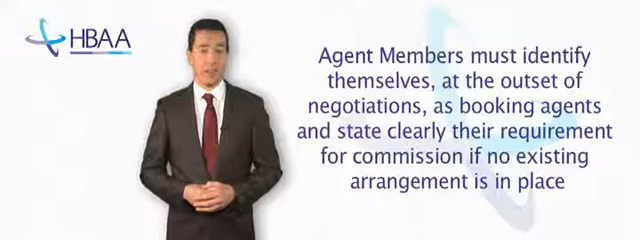 HBAA
Agent Members must identify
themselves, at the outset of
negotiations, as booking agents
and state clearly their requirement
for commission if no existing
arrangement is in place